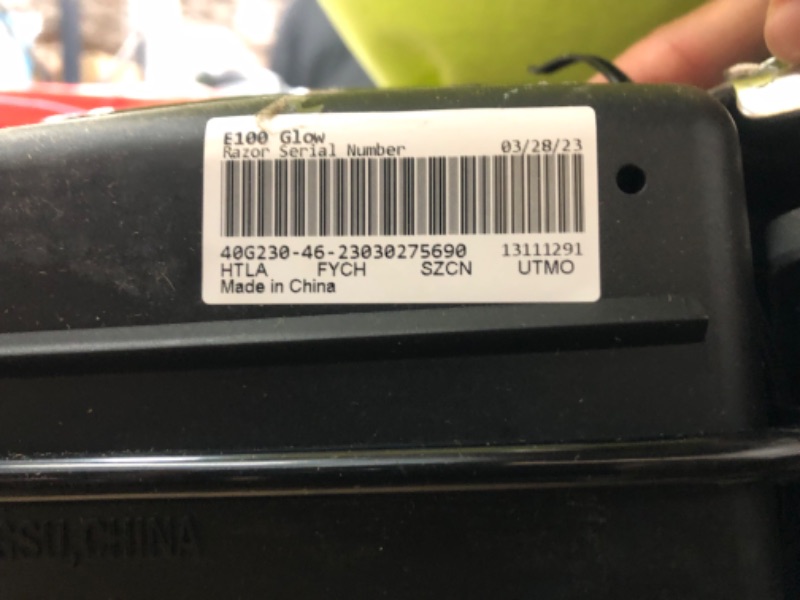 E100 Glow
Razor Serial Number 03/28/23
40G230-46-23030275690 13111291
HTLA FYCH SZCN UTMO
Made in China
CHINA